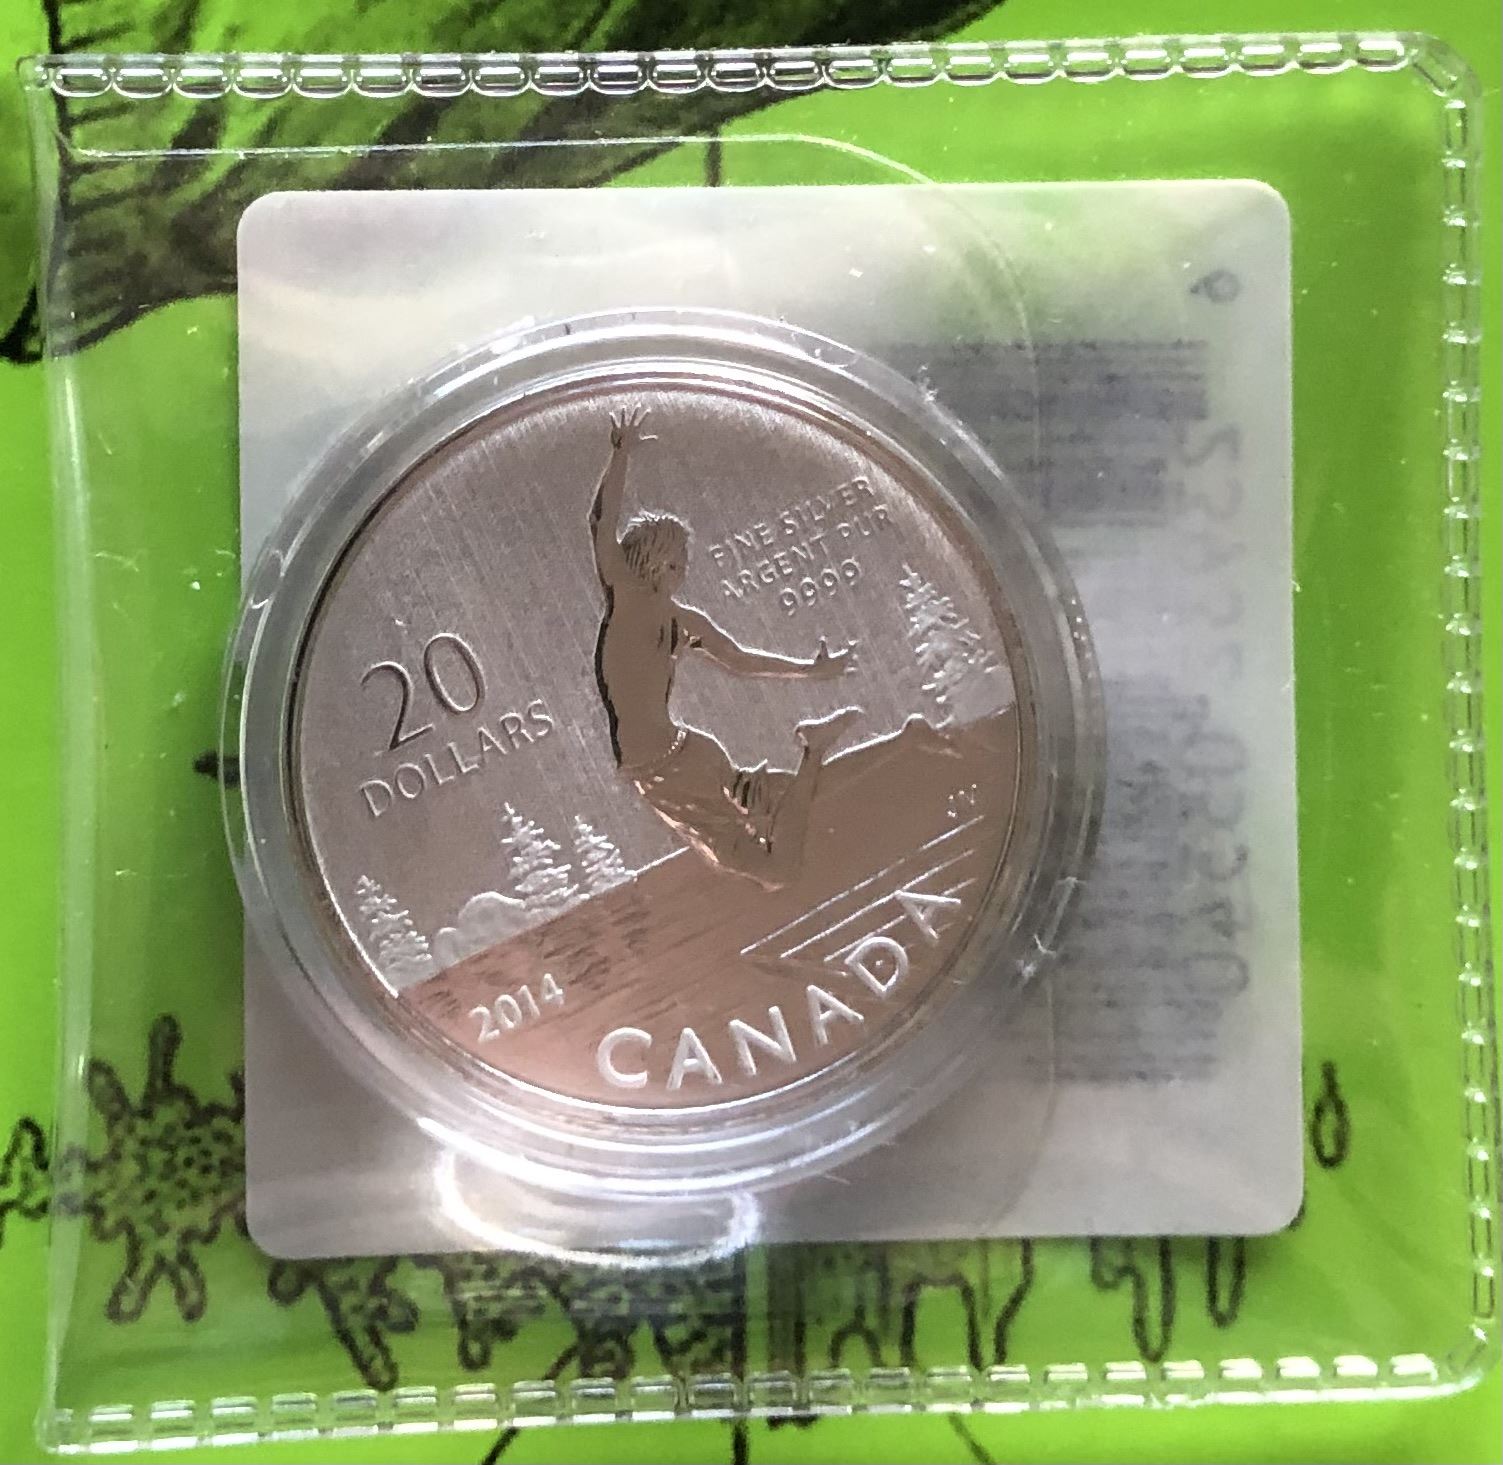 FINE SILVER
ARGENT PUR
9999
20
DOLLARS
2014
CANADA